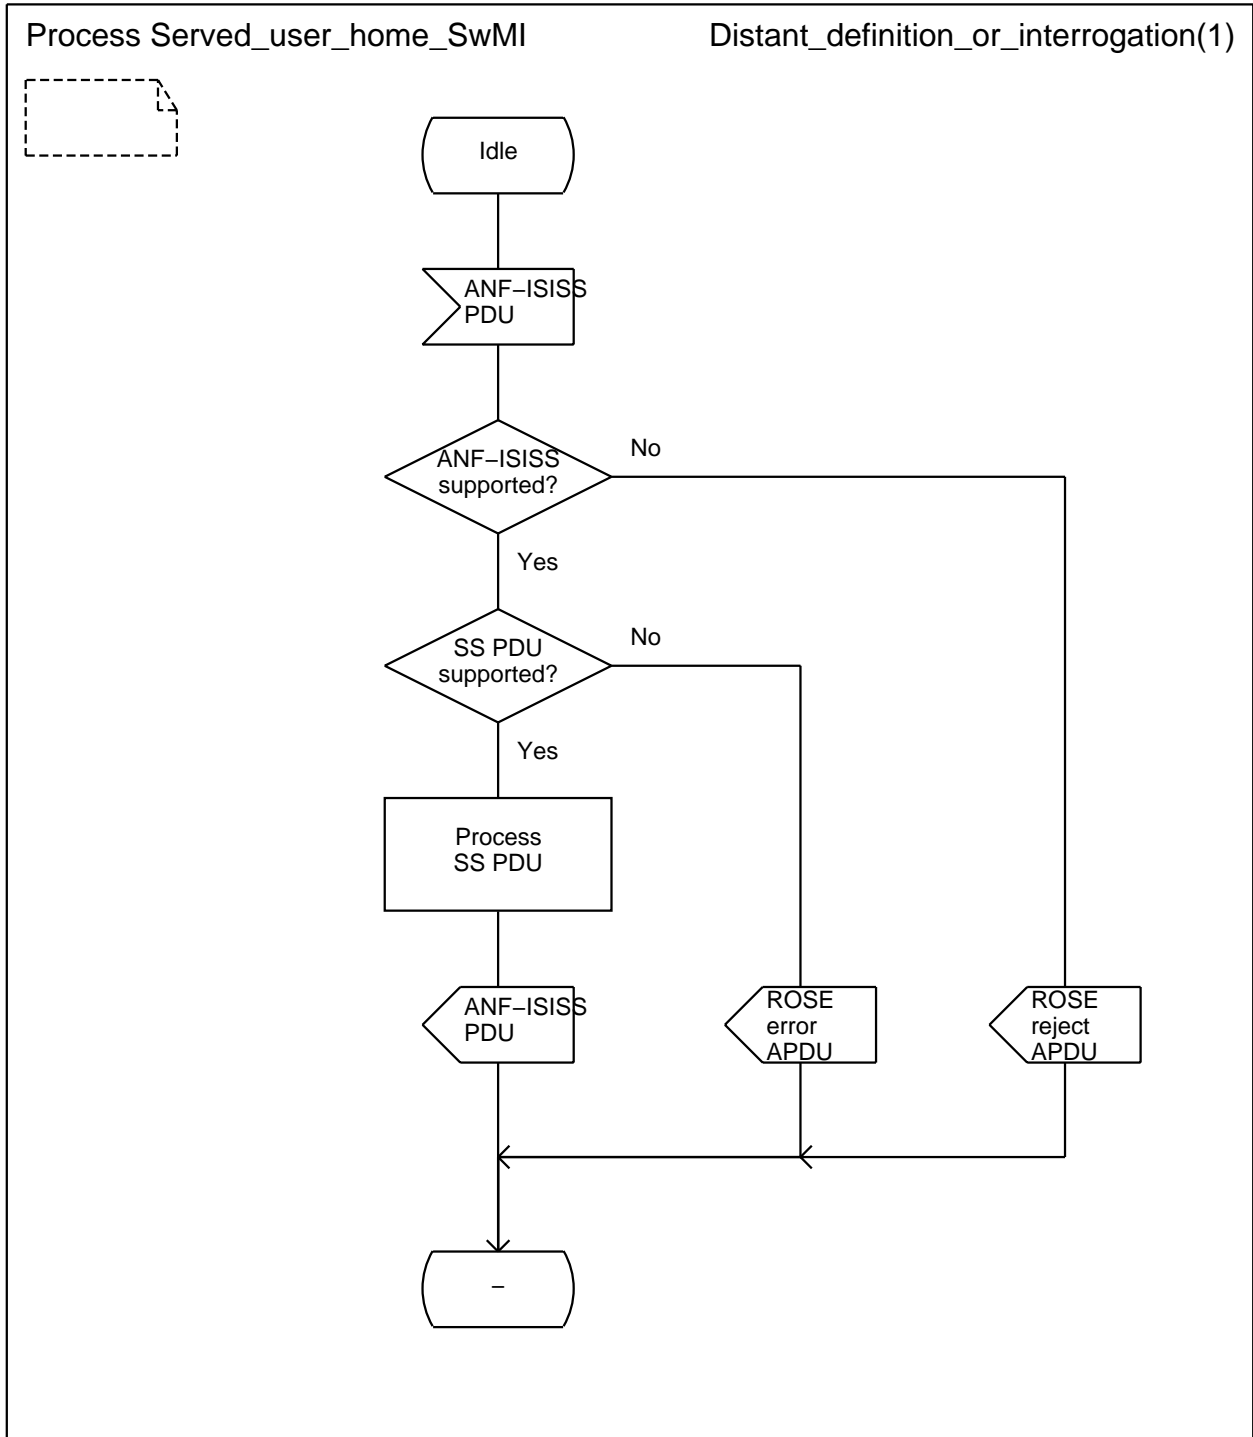 Process Served_user_home_SwMI
Distant_definition_or_interrogation(1)
Idle
ANF−ISISS
PDU
ANF−ISISS
supported?
No
Yes
SS PDU
supported?
No
Yes
Process
SS PDU
ANF−ISISS
PDU
ROSE
error
APDU
ROSE
reject
APDU
−